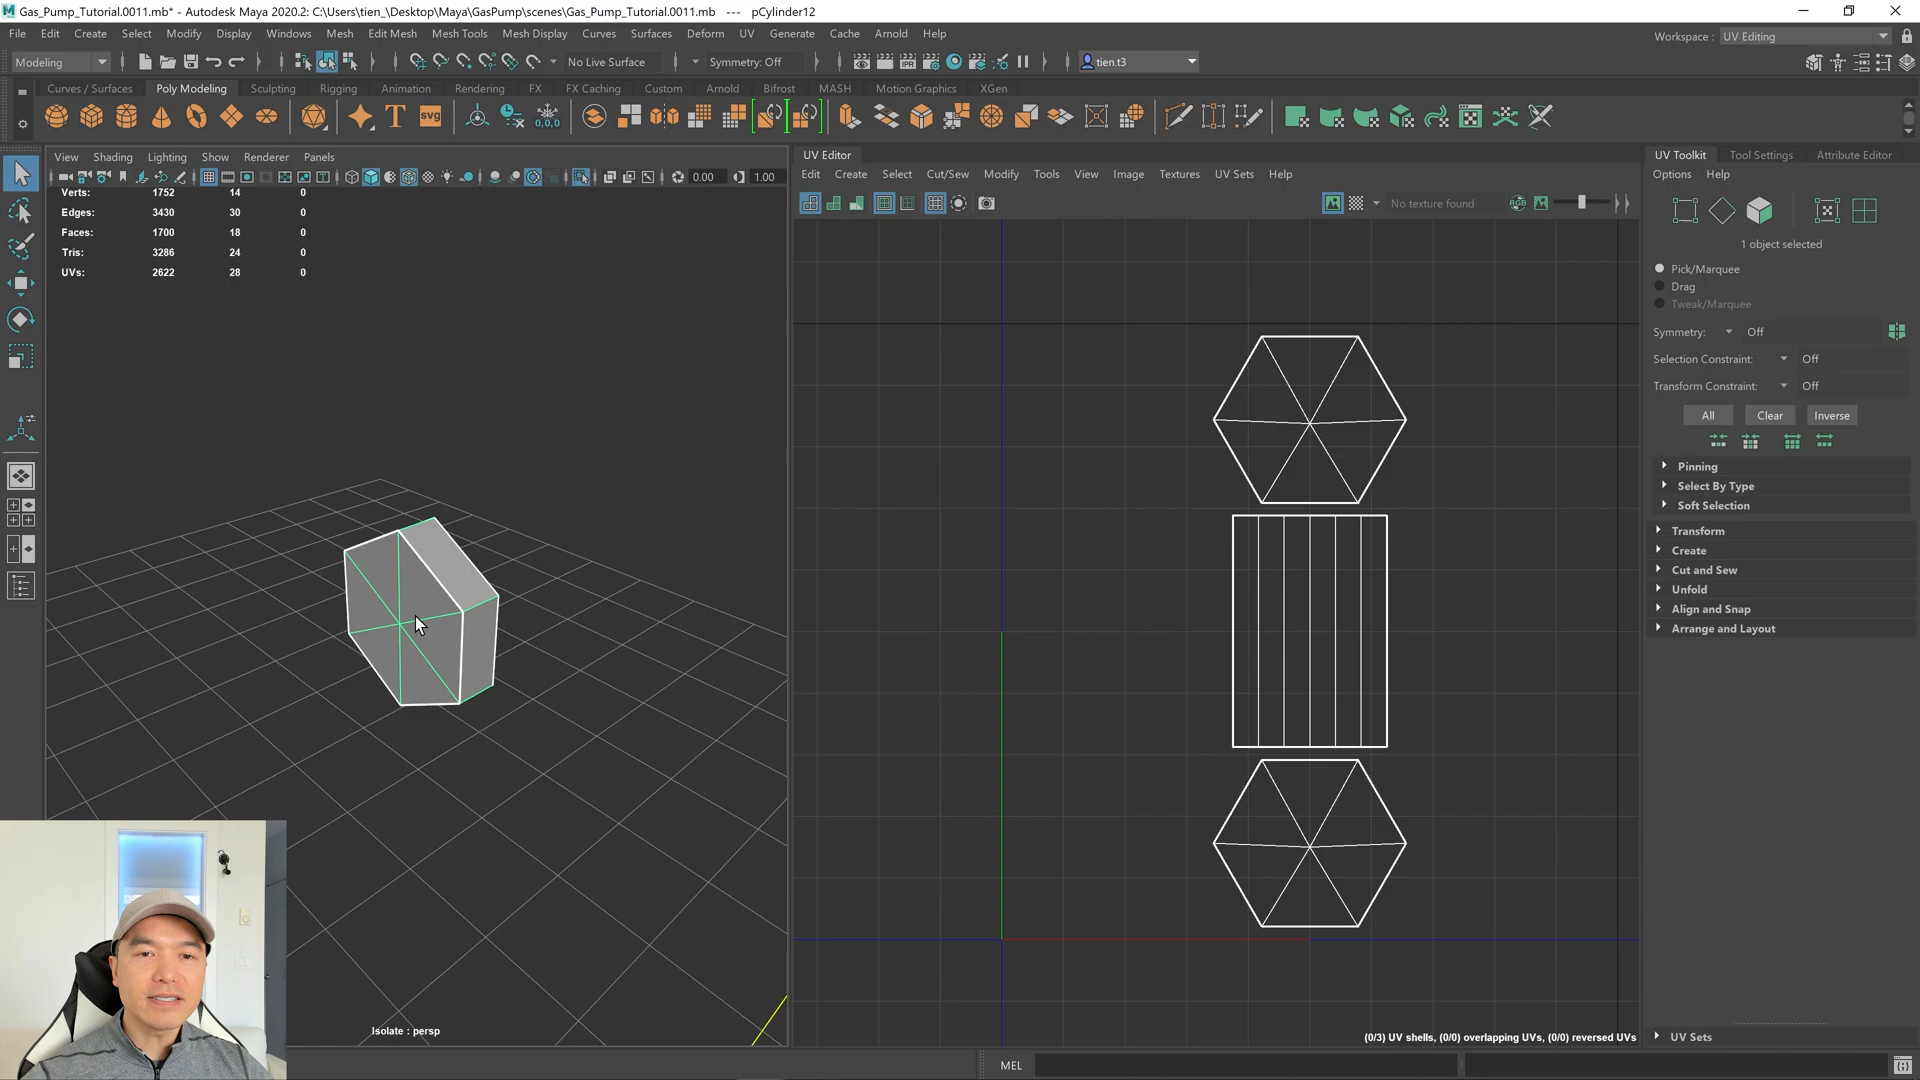 Gas_Pump_Tutorial.0011.mb* - Autodesk Maya 2020.2: C:\Users\tien_\Desktop\Maya\GasPump\scenes\Gas_Pump_Tutorial.0011.mb   ---   pCylinder12
File Edit Create Select Modify Display Windows Mesh Edit Mesh Mesh Tools Mesh Display Curves Surfaces Deform UV Generate Cache Arnold Help
Workspace : UV Editing
Modeling No Live Surface Symmetry: Off IPR tien.t3
Curves / Surfaces Poly Modeling Sculpting Rigging Animation Rendering FX FX Caching Custom Arnold Bifrost MASH Motion Graphics XGen
svg 0,0,0
View Shading Lighting Show Renderer Panels
0.00 1.00
Verts: 1752 14 0
Edges: 3430 30 0
Faces: 1700 18 0
Tris: 3286 24 0
UVs: 2622 28 0
Isolate : persp
UV Editor
Edit Create Select Cut/Sew Modify Tools View Image Textures UV Sets Help
No texture found RGB
(0/3) UV shells, (0/0) overlapping UVs, (0/0) reversed UVs
UV Toolkit Tool Settings Attribute Editor
Options Help
1 object selected
Pick/Marquee
Drag
Tweak/Marquee
Symmetry: Off
Selection Constraint: Off
Transform Constraint: Off
All Clear Inverse
Pinning
Select By Type
Soft Selection
Transform
Create
Cut and Sew
Unfold
Align and Snap
Arrange and Layout
UV Sets
MEL